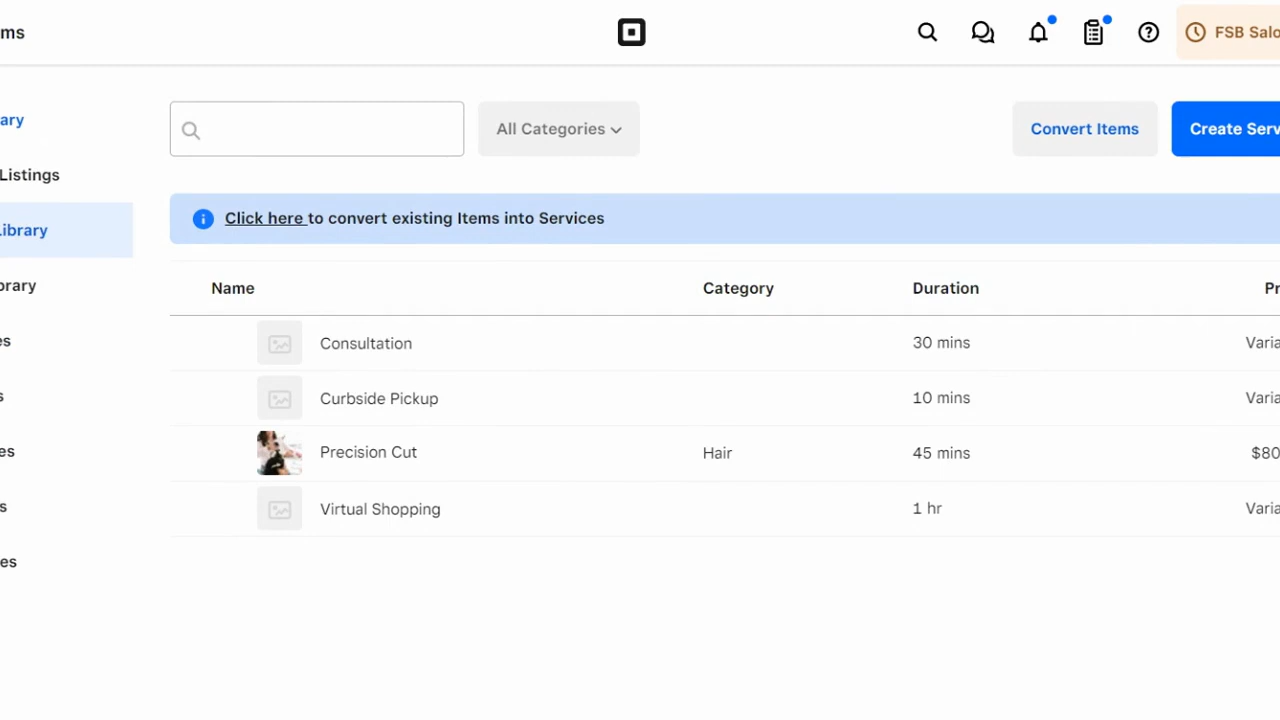 ms
FSB Salo
ary
All Categories
Convert Items
Create Serv
Listings
Click here to convert existing Items into Services
Library
brary
Name Category Duration Pr
es
Consultation 30 mins Varia
s
Curbside Pickup 10 mins Varia
es
Precision Cut Hair 45 mins $80
s
Virtual Shopping 1 hr Varia
es